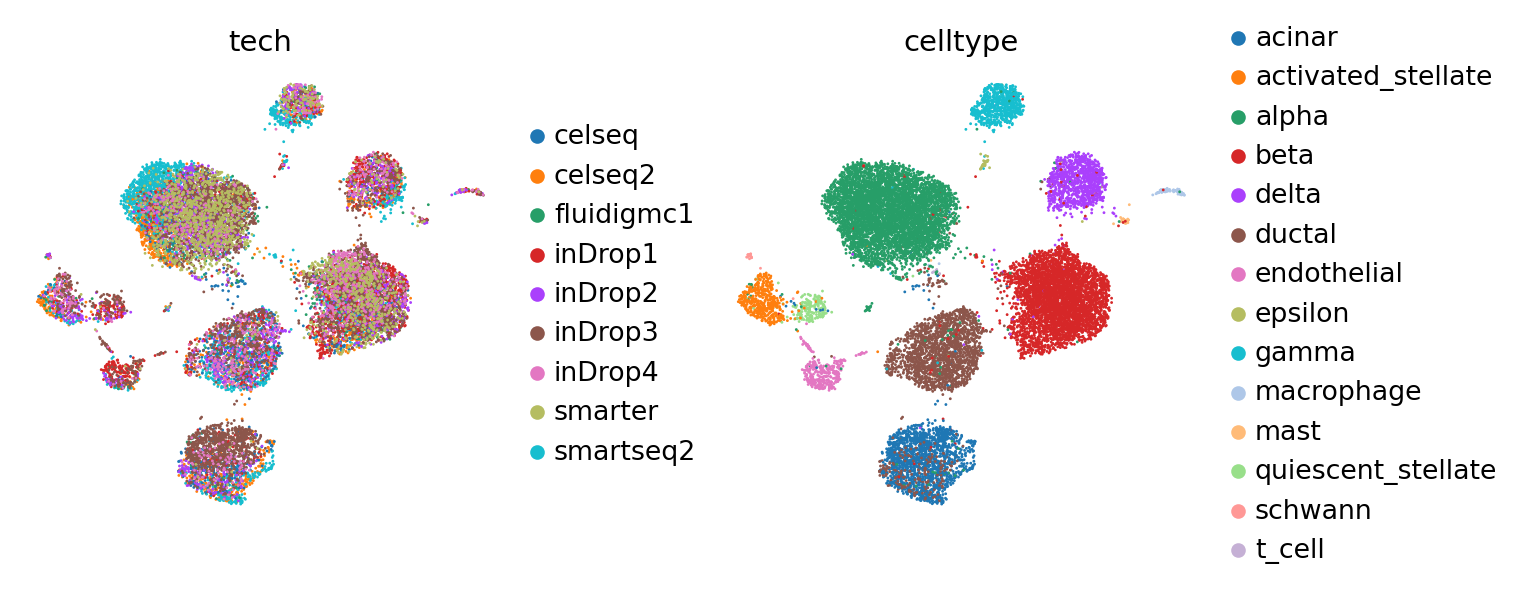 tech
celseq
celseq2
fluidigmc1
inDrop1
inDrop2
inDrop3
inDrop4
smarter
smartseq2
celltype
acinar
activated_stellate
alpha
beta
delta
ductal
endothelial
epsilon
gamma
macrophage
mast
quiescent_stellate
schwann
t_cell